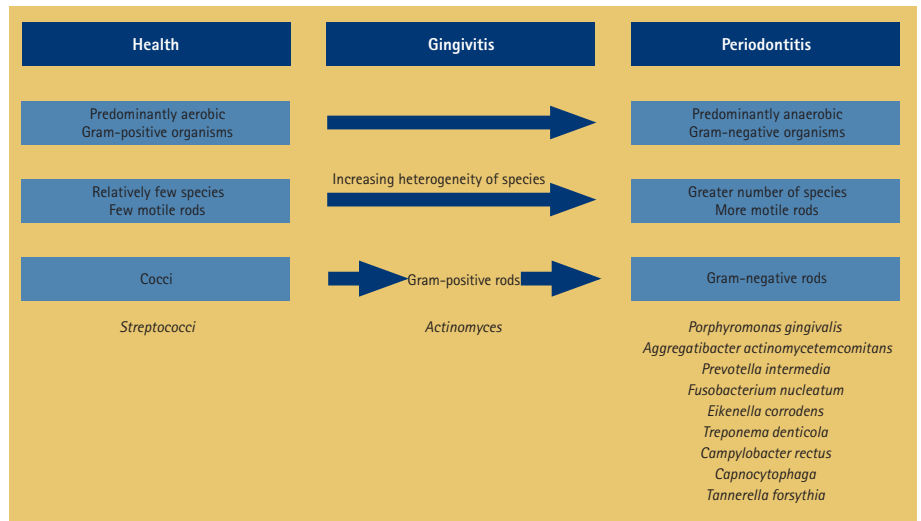 Health
Gingivitis
Periodontitis
Predominantly aerobic
Gram-positive organisms
Predominantly anaerobic
Gram-negative organisms
Relatively few species
Few motile rods
Increasing heterogeneity of species
Greater number of species
More motile rods
Cocci
Gram-positive rods
Gram-negative rods
Streptococci
Actinomyces
Porphyromonas gingivalis
Aggregatibacter actinomycetemcomitans
Prevotella intermedia
Fusobacterium nucleatum
Eikenella corrodens
Treponema denticola
Campylobacter rectus
Capnocytophaga
Tannerella forsythia